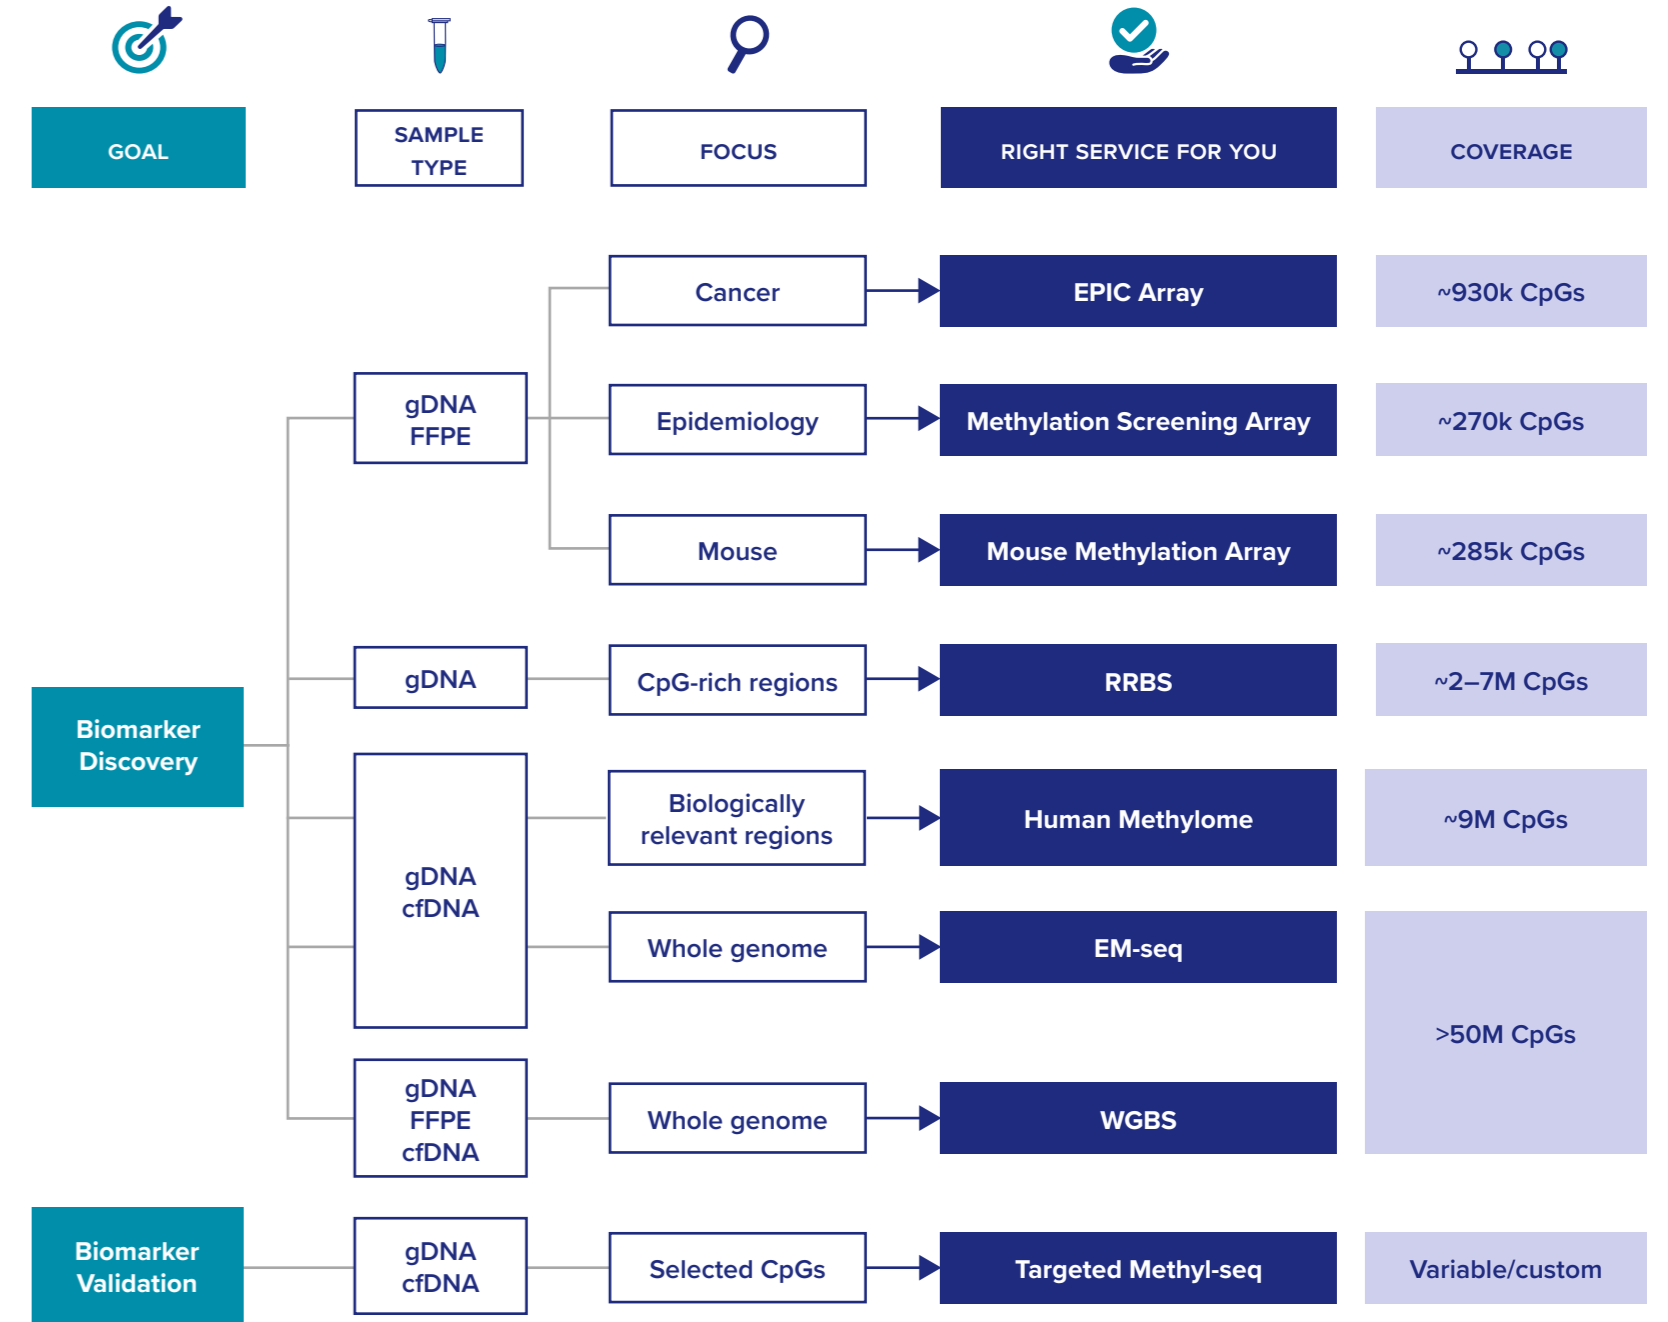 GOAL
SAMPLE
TYPE
FOCUS
RIGHT SERVICE FOR YOU
COVERAGE
Biomarker
Discovery
gDNA
FFPE
Cancer
EPIC Array
~930k CpGs
Epidemiology
Methylation Screening Array
~270k CpGs
Mouse
Mouse Methylation Array
~285k CpGs
gDNA
CpG-rich regions
RRBS
~2–7M CpGs
gDNA
cfDNA
Biologically
relevant regions
Human Methylome
~9M CpGs
Whole genome
EM-seq
>50M CpGs
gDNA
FFPE
cfDNA
Whole genome
WGBS
Biomarker
Validation
gDNA
cfDNA
Selected CpGs
Targeted Methyl-seq
Variable/custom